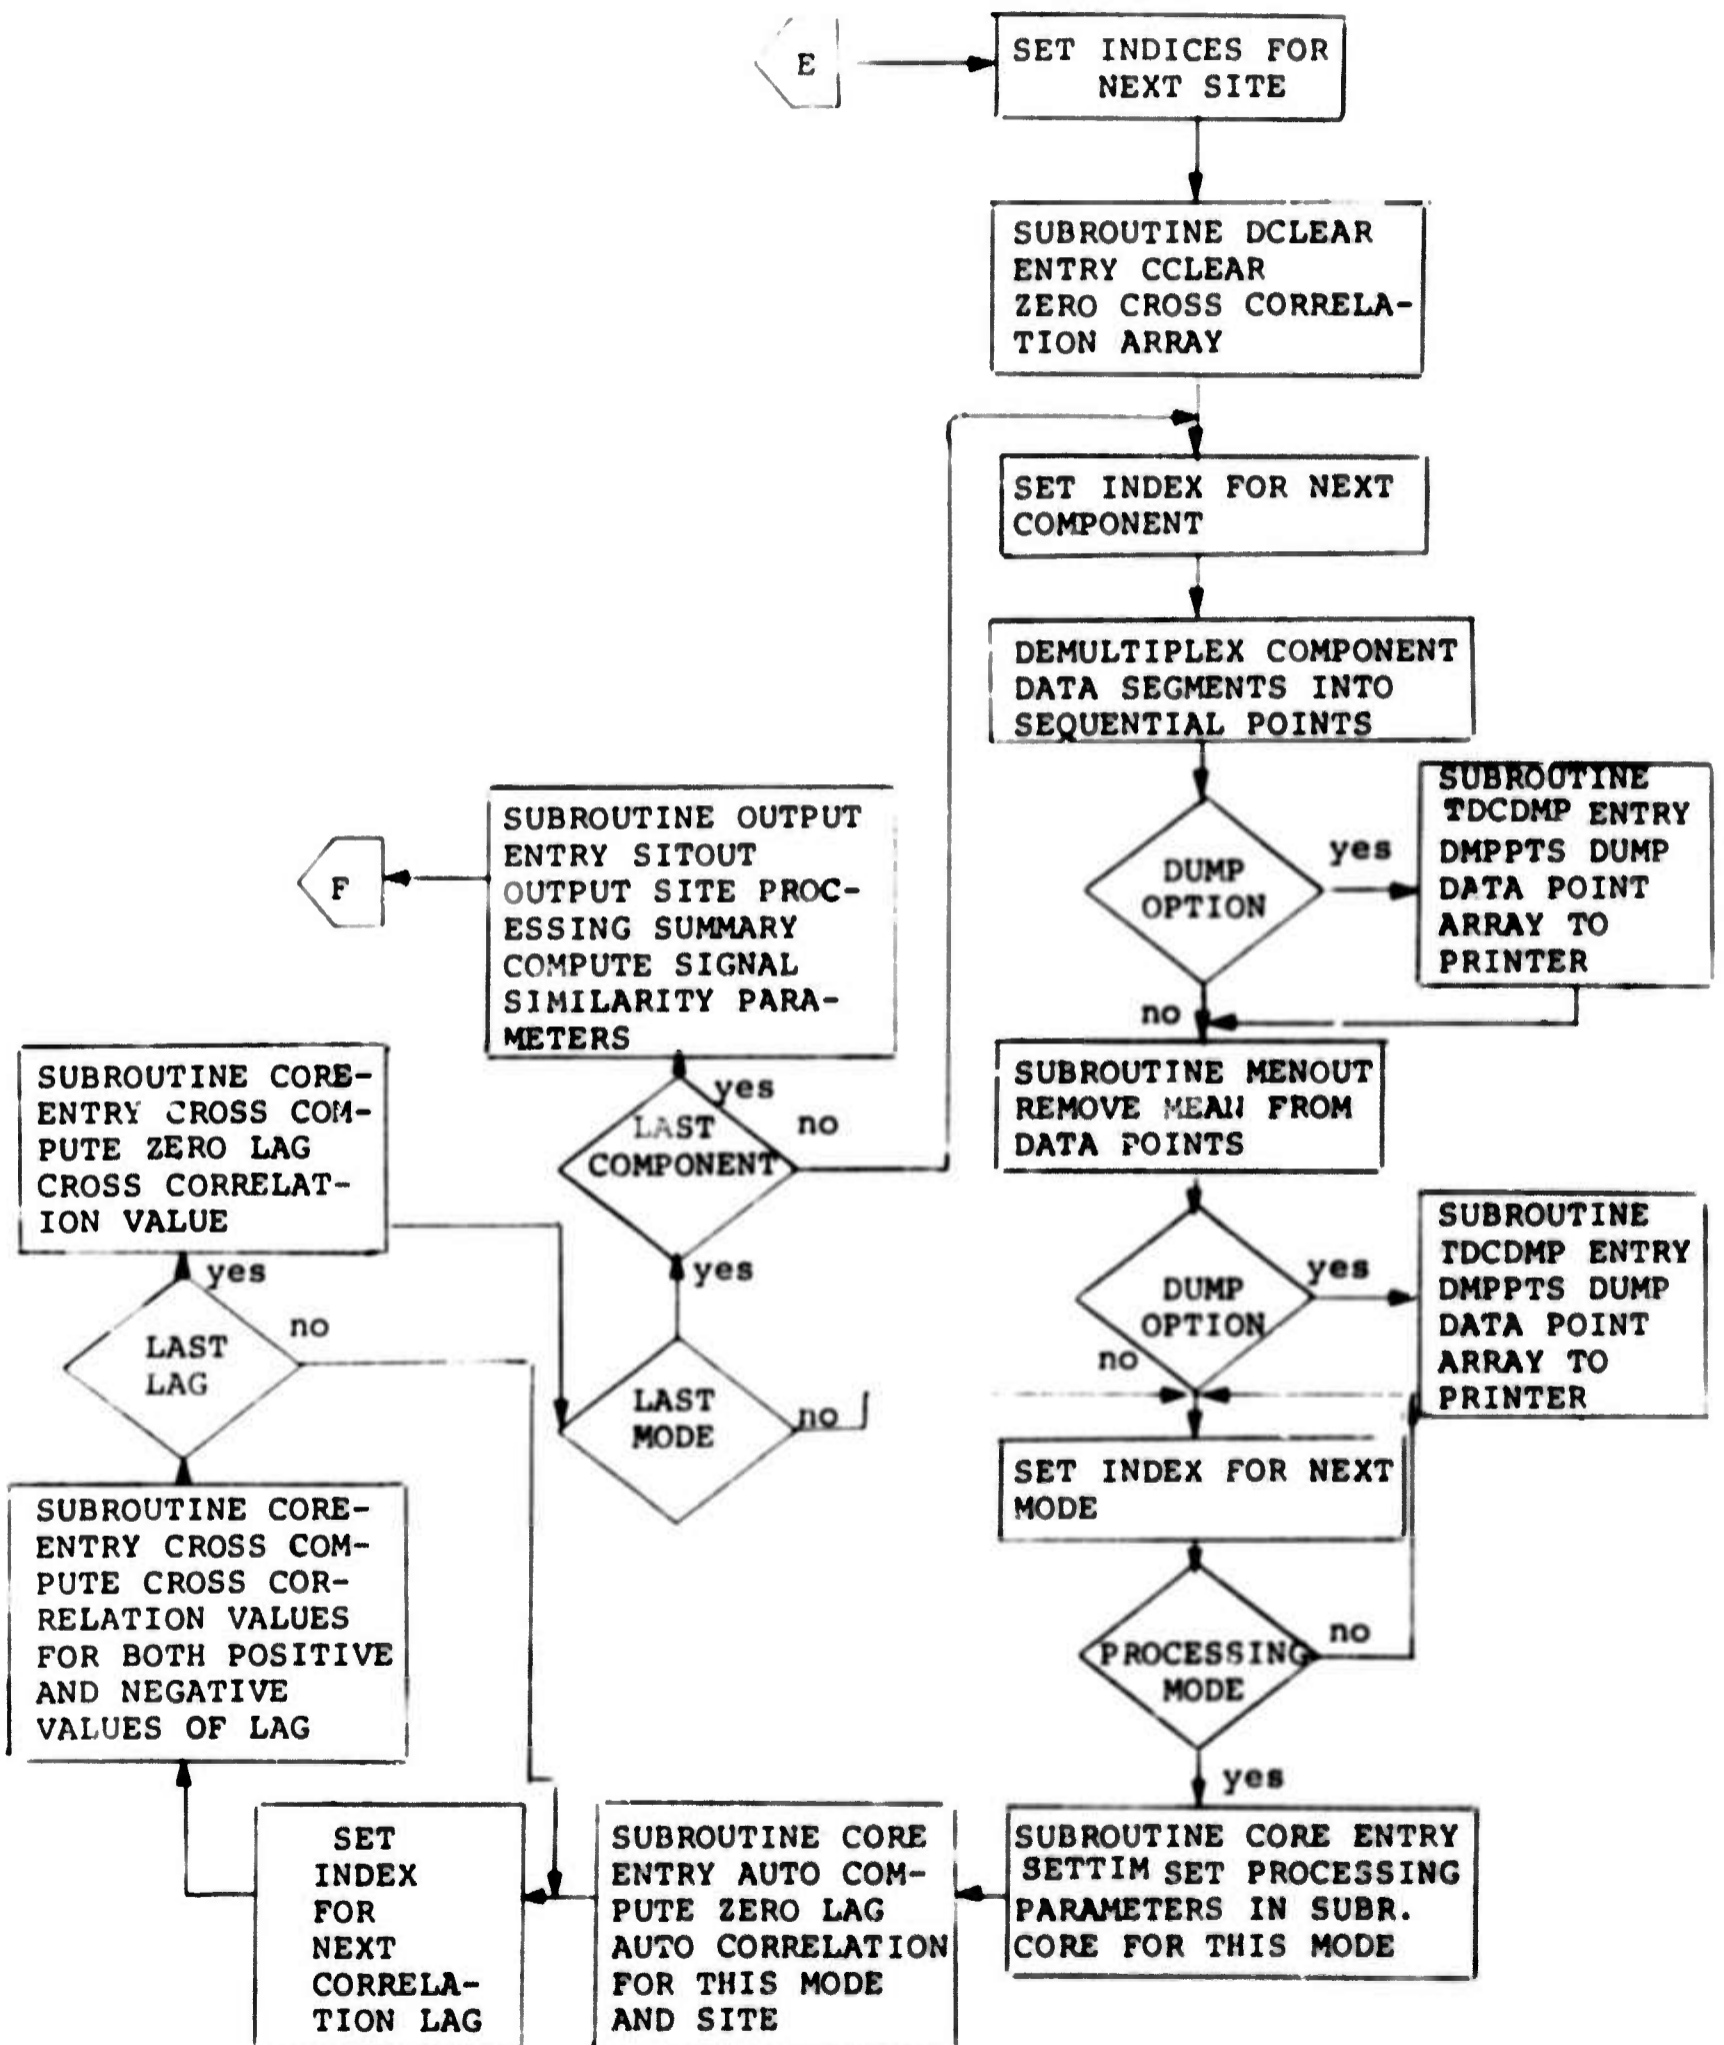 E
SET INDICES FOR
NEXT SITE
SUBROUTINE DCLEAR
ENTRY CCLEAR
ZERO CROSS CORRELA-
TION ARRAY
SET INDEX FOR NEXT
COMPONENT
DEMULTIPLEX COMPONENT
DATA SEGMENTS INTO
SEQUENTIAL POINTS
DUMP
OPTION
yes
no
SUBROUTINE
TDCDMP ENTRY
DMPPTS DUMP
DATA POINT
ARRAY TO
PRINTER
SUBROUTINE MENOUT
REMOVE MEAN FROM
DATA POINTS
DUMP
OPTION
yes
no
SUBROUTINE
TDCDMP ENTRY
DMPPTS DUMP
DATA POINT
ARRAY TO
PRINTER
SET INDEX FOR NEXT
MODE
PROCESSING
MODE
no
yes
SUBROUTINE CORE ENTRY
SETTIM SET PROCESSING
PARAMETERS IN SUBR.
CORE FOR THIS MODE
SUBROUTINE CORE
ENTRY AUTO COM-
PUTE ZERO LAG
AUTO CORRELATION
FOR THIS MODE
AND SITE
SET
INDEX
FOR
NEXT
CORRELA-
TION LAG
SUBROUTINE CORE-
ENTRY CROSS COM-
PUTE CROSS COR-
RELATION VALUES
FOR BOTH POSITIVE
AND NEGATIVE
VALUES OF LAG
LAST
LAG
yes
no
SUBROUTINE CORE-
ENTRY CROSS COM-
PUTE ZERO LAG
CROSS CORRELAT-
ION VALUE
LAST
MODE
no
yes
LAST
COMPONENT
no
yes
SUBROUTINE OUTPUT
ENTRY SITOUT
OUTPUT SITE PROC-
ESSING SUMMARY
COMPUTE SIGNAL
SIMILARITY PARA-
METERS
F